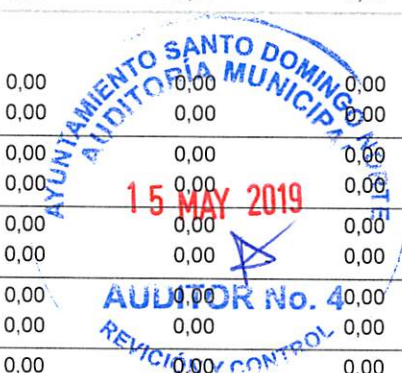 AYUNTAMIENTO SANTO DOMINGO NORTE
AUDITORÍA MUNICIPAL
0,00 0,00 0,00
0,00 0,00 0,00
0,00 0,00 0,00
0,00 0,00 0,00
15 MAY 2019
0,00 0,00 0,00
0,00 0,00 0,00
0,00 0,00 0,00
AUDITOR No. 4
0,00 0,00 0,00
0,00 0,00 0,00
REVICIÓN Y CONTROL